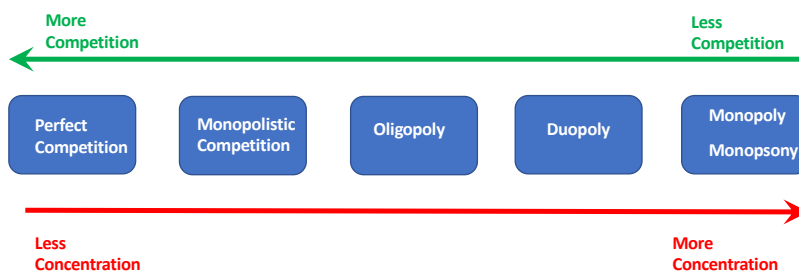 More
Competition
Less
Competition
Perfect
Competition
Monopolistic
Competition
Oligopoly
Duopoly
Monopoly
Monopsony
Less
Concentration
More
Concentration